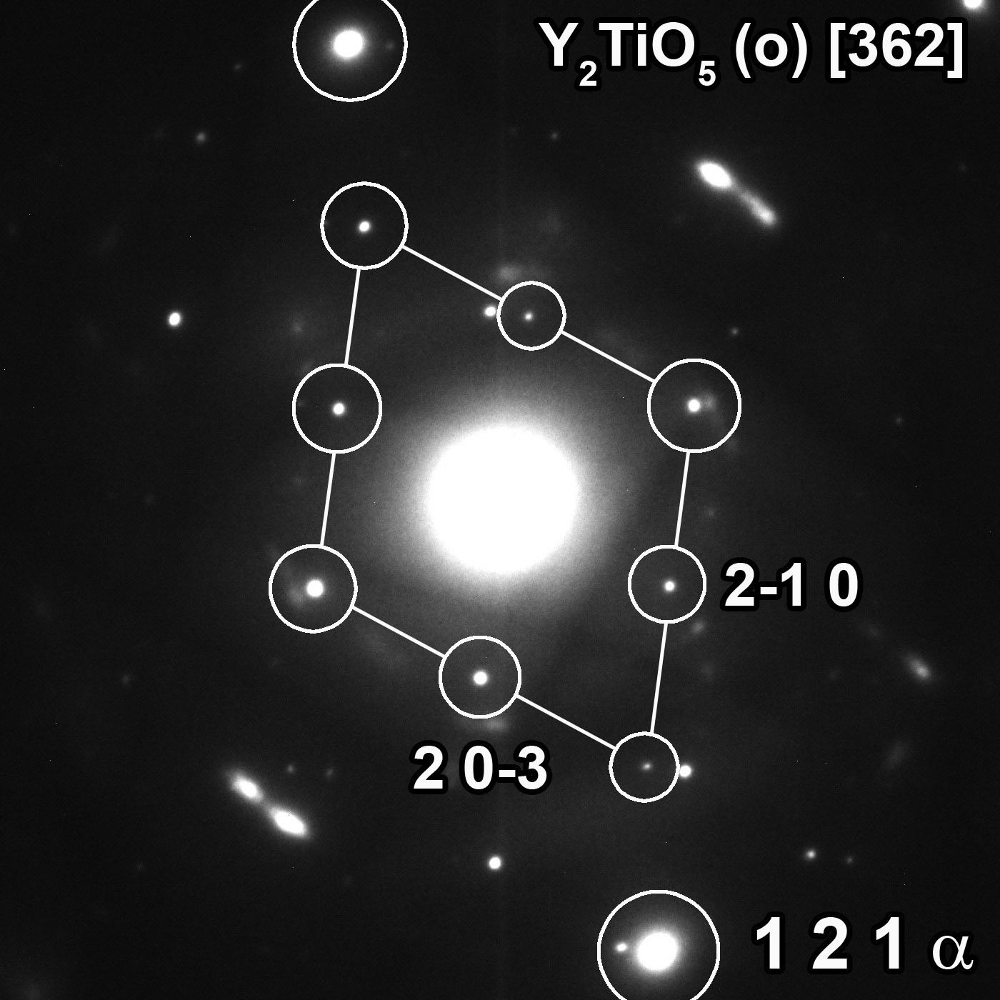 Y₂TiO₅ (o) [362]
2-1 0
2 0-3
1 2 1 α